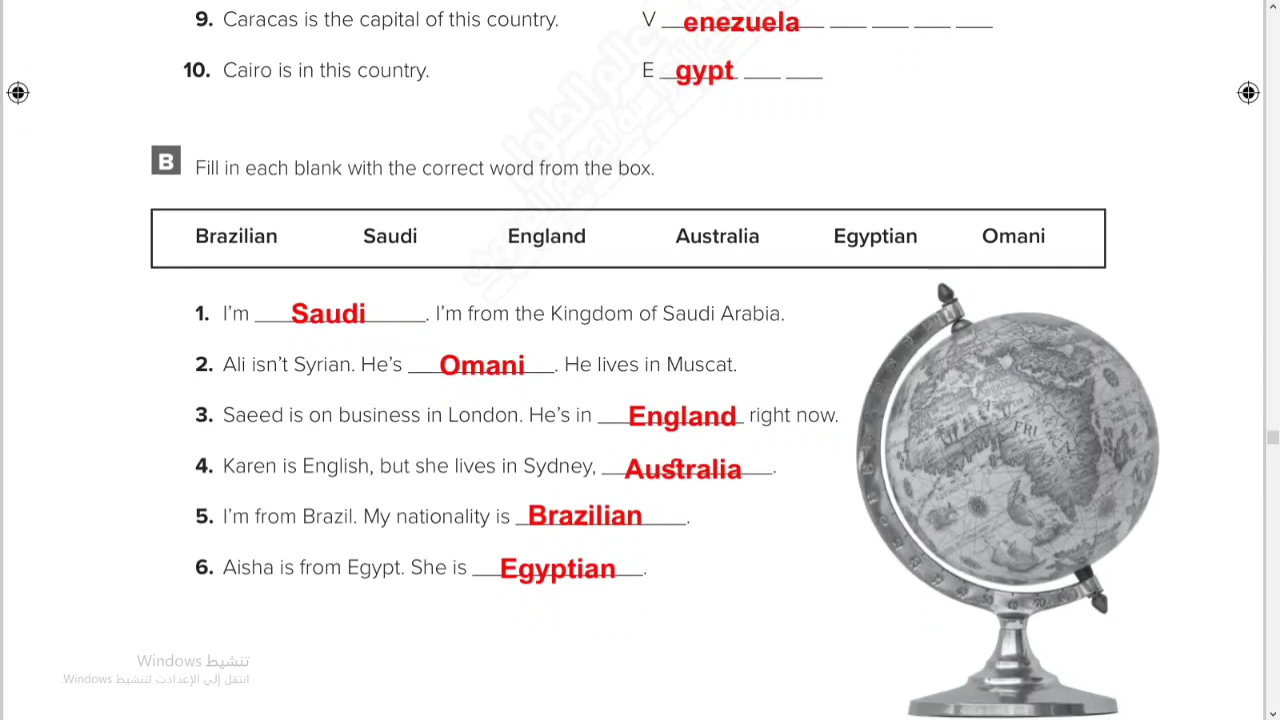 9. Caracas is the capital of this country. V enezuela
10. Cairo is in this country. E gypt
B Fill in each blank with the correct word from the box.
Brazilian Saudi England Australia Egyptian Omani
1. I'm Saudi. I'm from the Kingdom of Saudi Arabia.
2. Ali isn't Syrian. He's Omani. He lives in Muscat.
3. Saeed is on business in London. He's in England right now.
4. Karen is English, but she lives in Sydney, Australia.
5. I'm from Brazil. My nationality is Brazilian.
6. Aisha is from Egypt. She is Egyptian.
تنشيط Windows
انتقل إلى الإعدادت لتنشيط Windows.